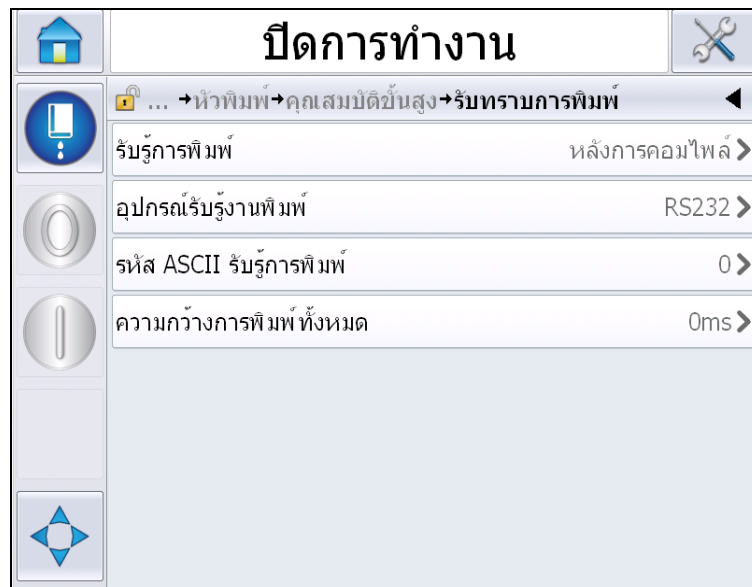 ปิดการทำงาน
... →หัวพิมพ์→คุณสมบัติขั้นสูง→รับทราบการพิมพ์
รับรู้การพิมพ์ หลังการคอมไพล์
อุปกรณ์รับรู้งานพิมพ์ RS232
รหัส ASCII รับรู้การพิมพ์ 0
ความกว้างการพิมพ์ทั้งหมด 0ms